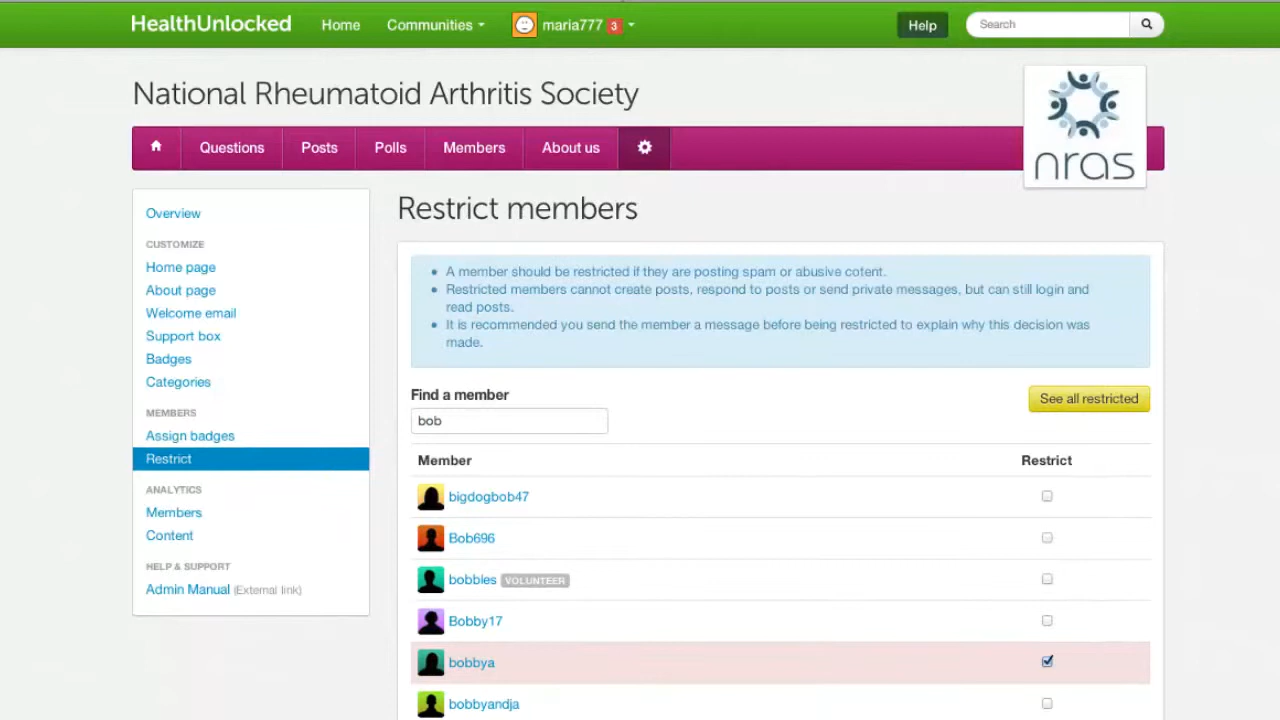 HealthUnlocked
Home
Communities
maria777 3
Help
Search
National Rheumatoid Arthritis Society
nras
Questions
Posts
Polls
Members
About us
Overview
CUSTOMIZE
Home page
About page
Welcome email
Support box
Badges
Categories
MEMBERS
Assign badges
Restrict
ANALYTICS
Members
Content
HELP & SUPPORT
Admin Manual (External link)
Restrict members
A member should be restricted if they are posting spam or abusive cotent.
Restricted members cannot create posts, respond to posts or send private messages, but can still login and
read posts.
It is recommended you send the member a message before being restricted to explain why this decision was
made.
Find a member
bob
See all restricted
Member
Restrict
bigdogbob47
Bob696
bobbles VOLUNTEER
Bobby17
bobbya
bobbyandja